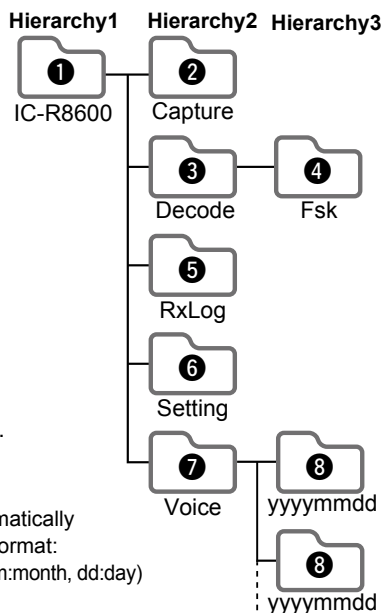 Hierarchy1 Hierarchy2 Hierarchy3
❶ ❷
IC-R8600 Capture
❸ ❹
Decode Fsk
❺
RxLog
❻
Setting
.
❼ ❽
Voice yyyymmdd
matically
ormat:
m:month, dd:day)
❽
yyyymmdd